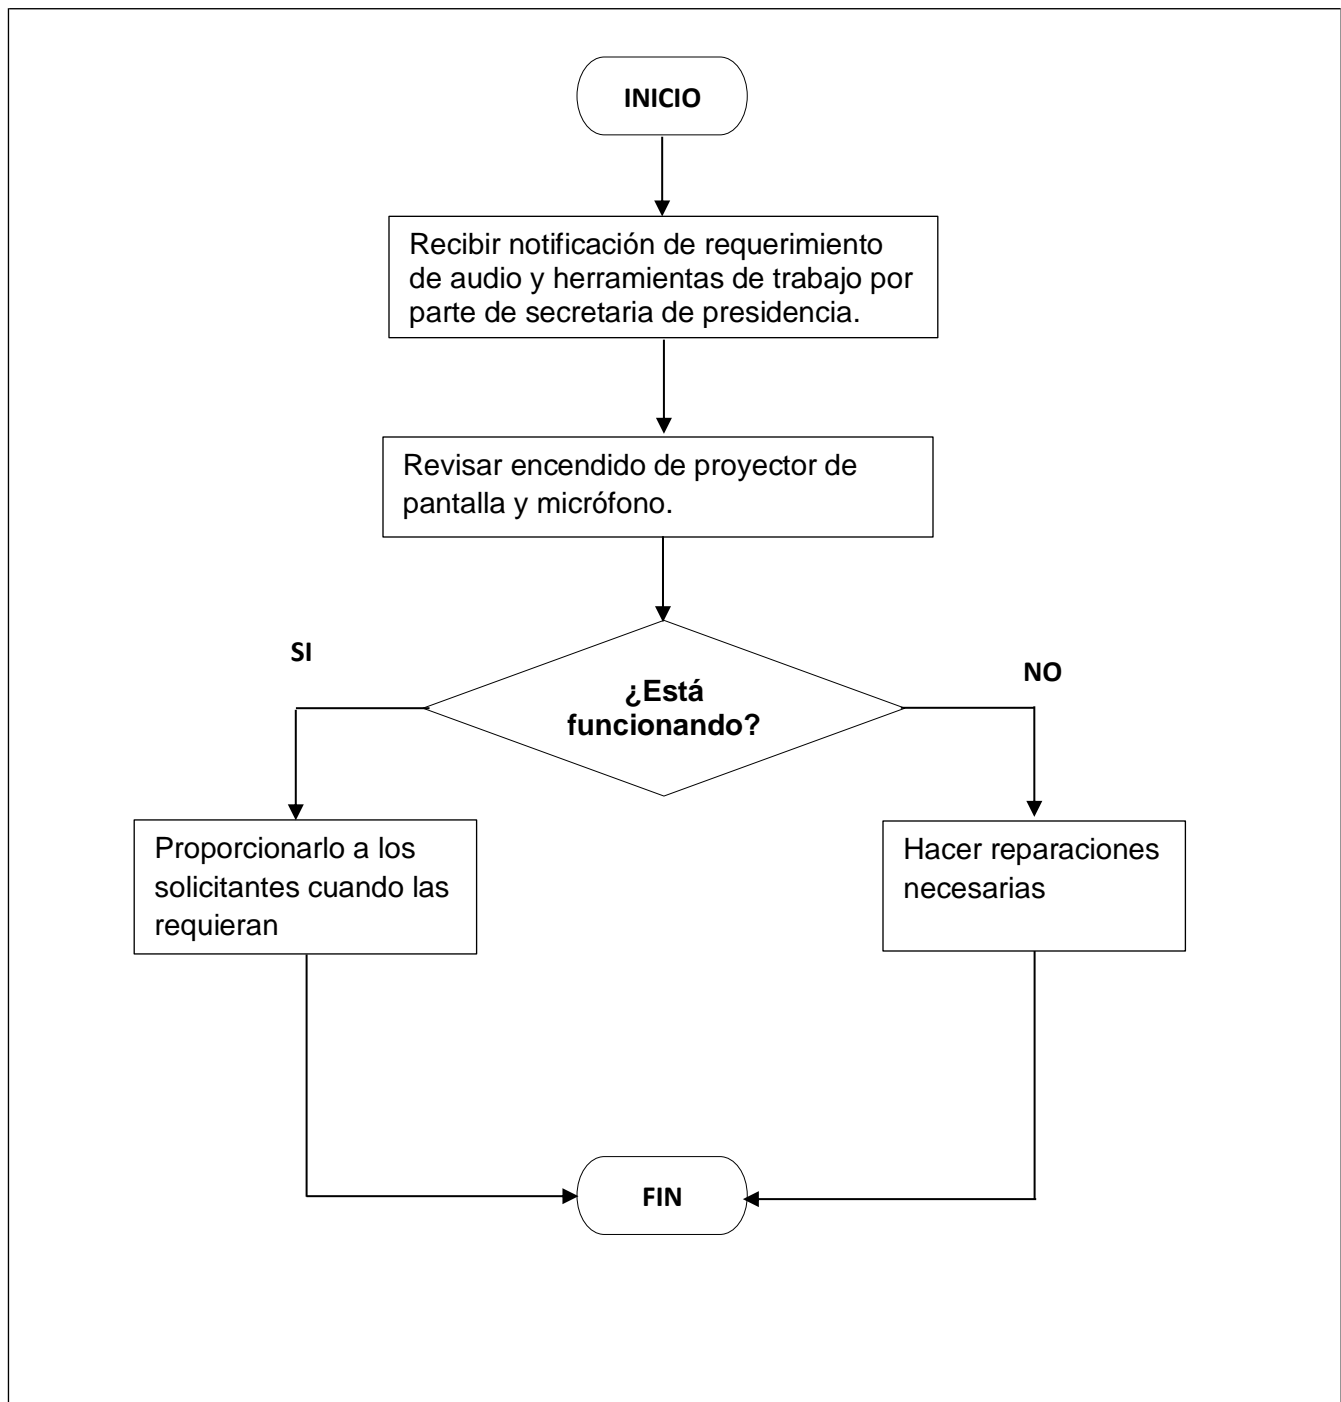 INICIO
Recibir notificación de requerimiento
de audio y herramientas de trabajo por
parte de secretaria de presidencia.
Revisar encendido de proyector de
pantalla y micrófono.
SI
NO
¿Está
funcionando?
Proporcionarlo a los
solicitantes cuando las
requieran
Hacer reparaciones
necesarias
FIN